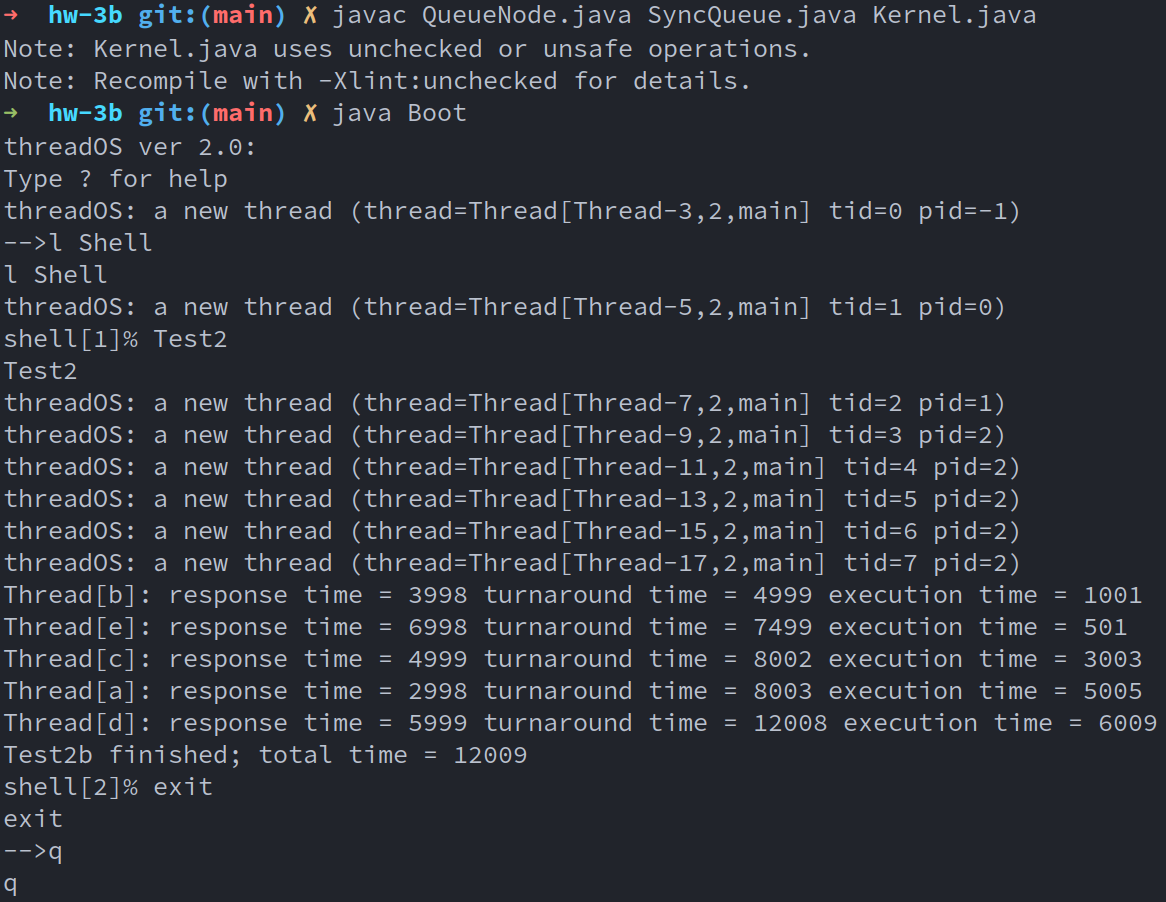 → hw-3b git:(main) ✗ javac QueueNode.java SyncQueue.java Kernel.java
Note: Kernel.java uses unchecked or unsafe operations.
Note: Recompile with -Xlint:unchecked for details.
→ hw-3b git:(main) ✗ java Boot
threadOS ver 2.0:
Type ? for help
threadOS: a new thread (thread=Thread[Thread-3,2,main] tid=0 pid=-1)
-->l Shell
l Shell
threadOS: a new thread (thread=Thread[Thread-5,2,main] tid=1 pid=0)
shell[1]% Test2
Test2
threadOS: a new thread (thread=Thread[Thread-7,2,main] tid=2 pid=1)
threadOS: a new thread (thread=Thread[Thread-9,2,main] tid=3 pid=2)
threadOS: a new thread (thread=Thread[Thread-11,2,main] tid=4 pid=2)
threadOS: a new thread (thread=Thread[Thread-13,2,main] tid=5 pid=2)
threadOS: a new thread (thread=Thread[Thread-15,2,main] tid=6 pid=2)
threadOS: a new thread (thread=Thread[Thread-17,2,main] tid=7 pid=2)
Thread[b]: response time = 3998 turnaround time = 4999 execution time = 1001
Thread[e]: response time = 6998 turnaround time = 7499 execution time = 501
Thread[c]: response time = 4999 turnaround time = 8002 execution time = 3003
Thread[a]: response time = 2998 turnaround time = 8003 execution time = 5005
Thread[d]: response time = 5999 turnaround time = 12008 execution time = 6009
Test2b finished; total time = 12009
shell[2]% exit
exit
-->q
q